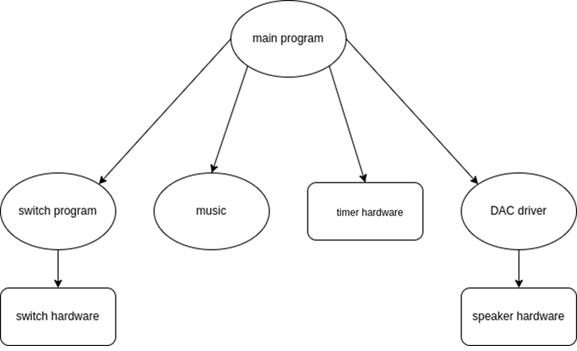 main program
switch program
music
timer hardware
DAC driver
switch hardware
speaker hardware